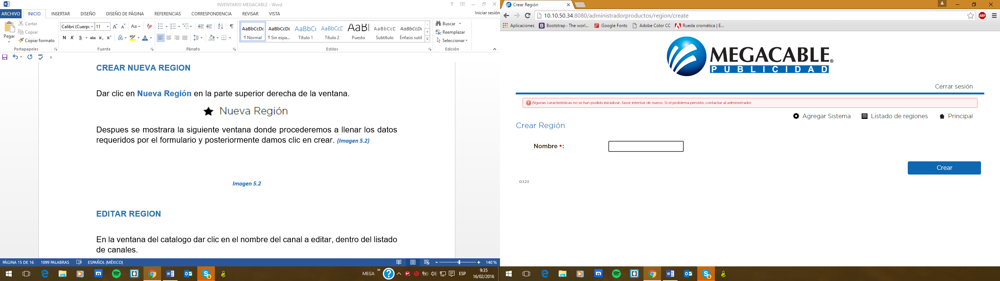 INVENTARIO MEGACABLE - Word
ARCHIVO INICIO INSERTAR DISEÑO DISEÑO DE PÁGINA REFERENCIAS CORRESPONDENCIA REVISAR VISTA Iniciar sesión
Pegar
Cortar
Copiar
Copiar formato
Portapapeles
Calibri (Cuerpo 11
Aa
N K S abc x₂ x²
Fuente
Párrafo
AaBbCcDc AaBbCcDc AaBbCc AaBbCcD AaBl AaBbCcD AaBbCcDc
¶ Normal ¶ Sin espa... Título 1 Título 2 Puesto Subtítulo Énfasis sutil
Estilos
Buscar
Reemplazar
Seleccionar
Edición
CREAR NUEVA REGION
Dar clic en Nueva Región en la parte superior derecha de la ventana.
Nueva Región
Despues se mostrara la siguiente ventana donde procederemos a llenar los datos
requeridos por el formulario y posteriormente damos clic en crear. (Imagen 5.2)
Imagen 5.2
EDITAR REGION
En la ventana del catalogo dar clic en el nombre del canal a editar, dentro del listado
de canales.
PÁGINA 15 DE 16 1099 PALABRAS ESPAÑOL (MÉXICO) 140 %
MEGA » ESP 9:35
16/02/2016
Crear Región
10.10.50.34:8080/administradorproductos/region/create
ABP
Aplicaciones Bootstrap · The worl... Google Fonts Adobe Color CC Rueda cromática | E...
MEGACABLE®
PUBLICIDAD
Cerrar sesión
Algunas características no se han podido inicializar, favor intentar de nuevo. Si el problema persiste, contactar al administrador.
Agregar Sistema Listado de regiones Principal
Crear Región
Nombre *:
Crear
0.1.23